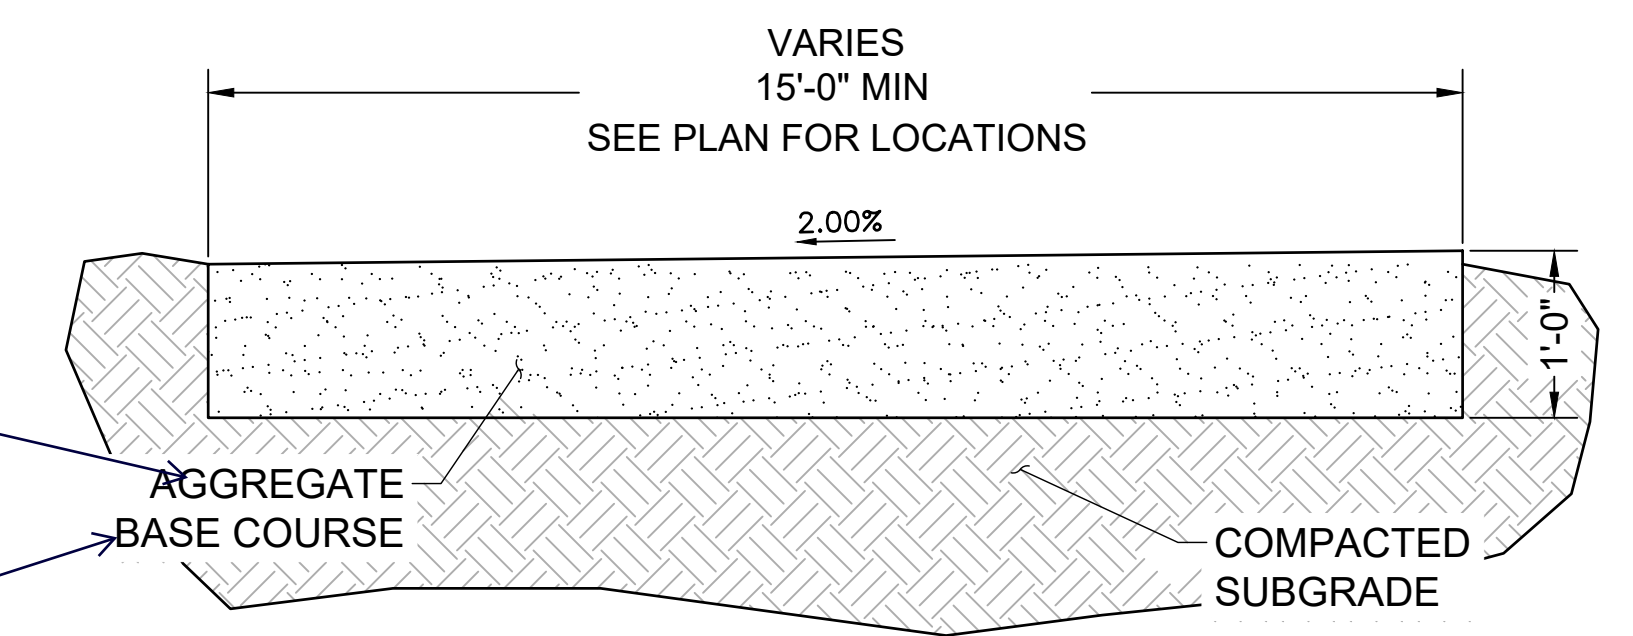 VARIES
15'-0" MIN
SEE PLAN FOR LOCATIONS
2.00%
1'-0"
AGGREGATE
BASE COURSE
COMPACTED
SUBGRADE